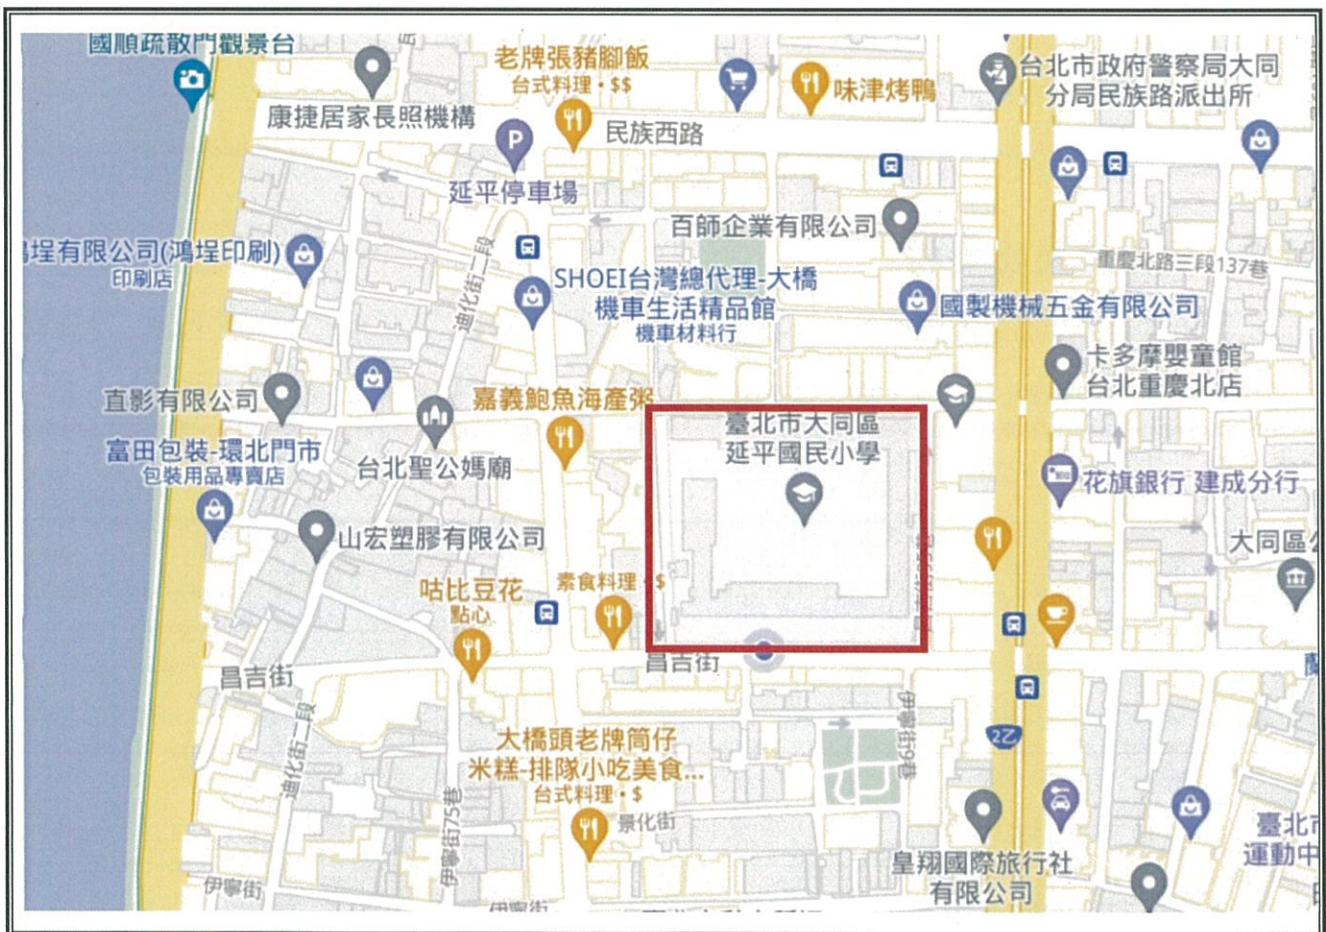 國順疏散門觀景台
老牌張豬腳飯
台式料理・$$
味津烤鴨
台北市政府警察局大同
分局民族路派出所
康捷居家長照機構
民族西路
P
延平停車場
百師企業有限公司
埕有限公司(鴻埕印刷)
印刷店
迪化街二段
SHOEI台灣總代理-大橋
機車生活精品館
機車材料行
重慶北路三段137巷
國製機械五金有限公司
卡多摩嬰童館
台北重慶北店
直影有限公司
嘉義鮑魚海產粥
臺北市大同區
延平國民小學
富田包裝-環北門市
包裝用品專賣店
台北聖公媽廟
花旗銀行 建成分行
山宏塑膠有限公司
大同區
咕比豆花
點心
素食料理・$
昌吉街
昌吉街
蘭
迪化街二段
大橋頭老牌筒仔
米糕-排隊小吃美食...
台式料理・$
伊寧街9巷
2乙
伊寧街75巷
景化街
皇翔國際旅行社
有限公司
臺北市
運動中
伊寧街
伊寧街